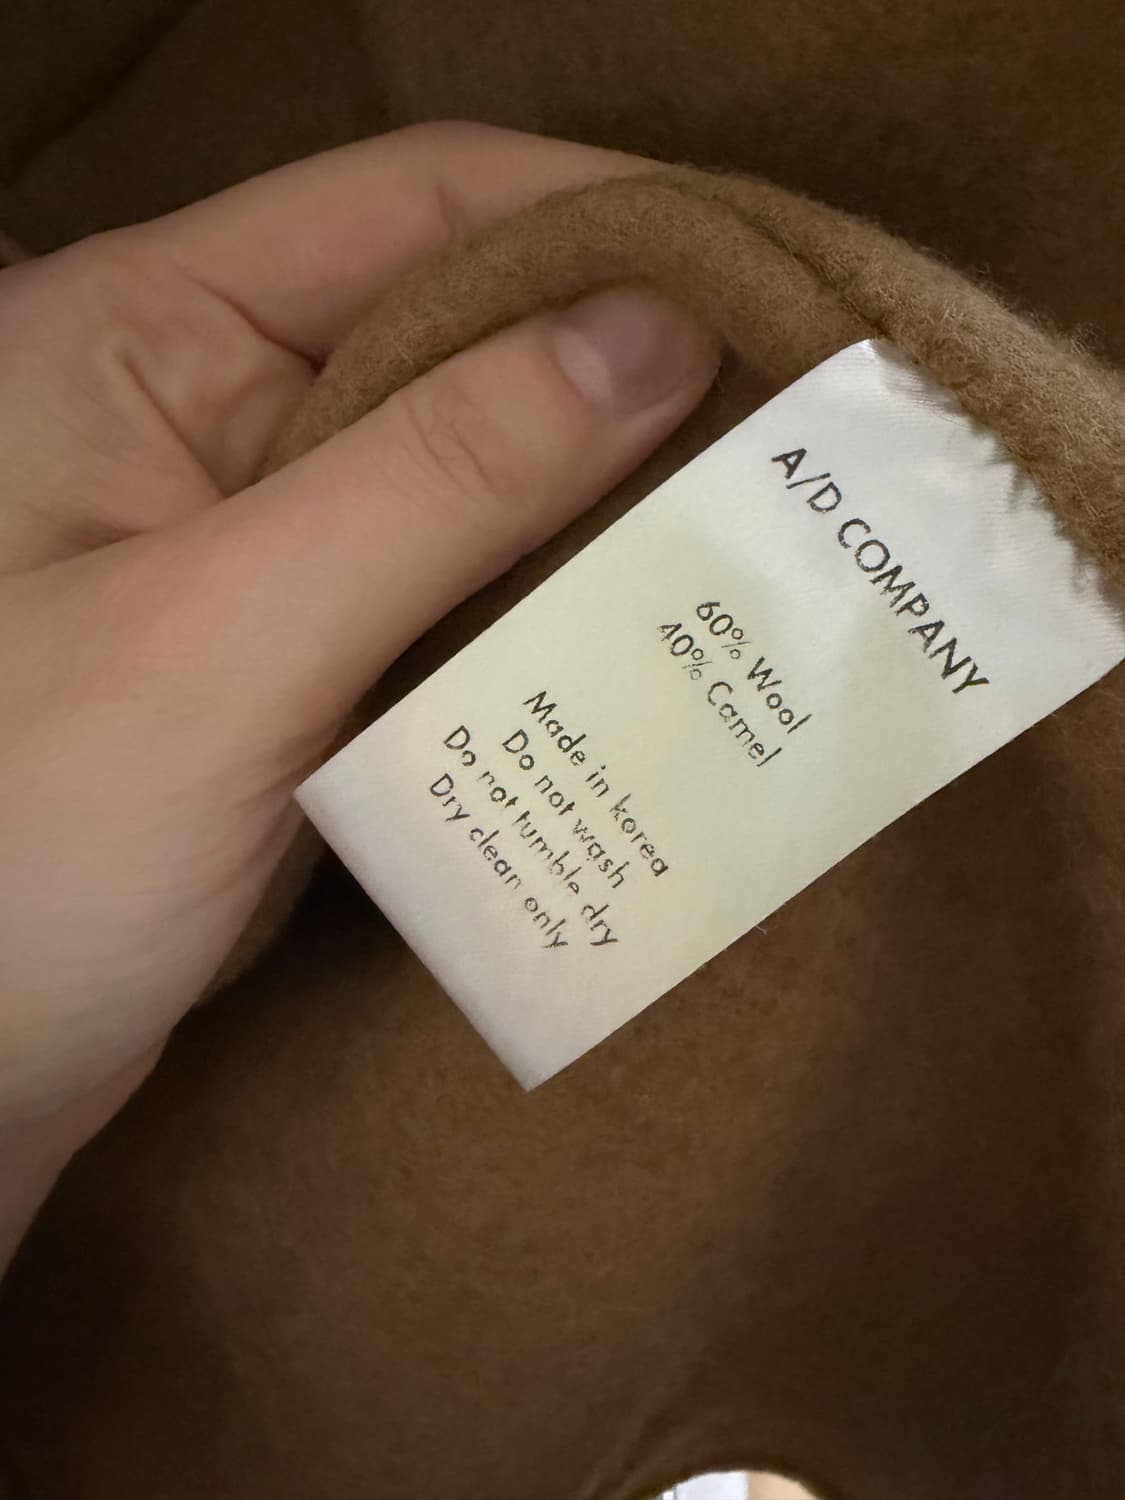 A/D COMPANY
60% Wool
40% Camel
Made in korea
Do not wash
Do not tumble dry
Dry clean only